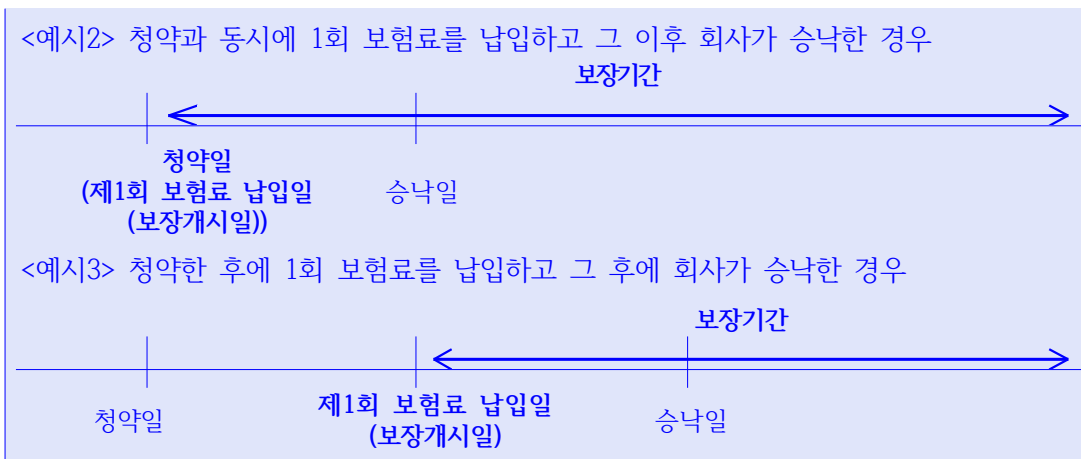 <예시2> 청약과 동시에 1회 보험료를 납입하고 그 이후 회사가 승낙한 경우
보장기간
청약일
(제1회 보험료 납입일
(보장개시일))
승낙일
<예시3> 청약한 후에 1회 보험료를 납입하고 그 후에 회사가 승낙한 경우
보장기간
청약일
제1회 보험료 납입일
(보장개시일)
승낙일